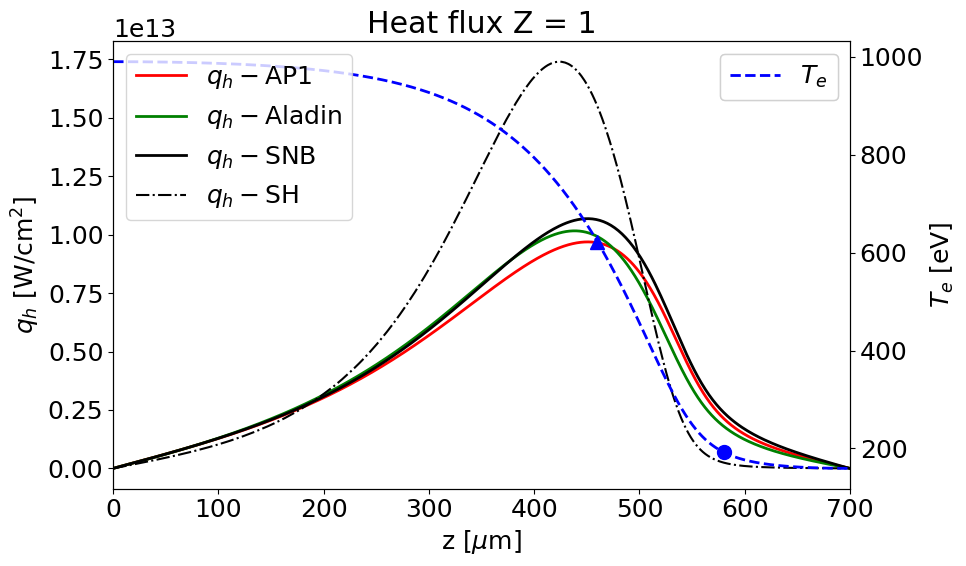 Heat flux Z = 1
1e13
q_h − AP1
q_h − Aladin
q_h − SNB
q_h − SH
T_e
1.75
1.50
1.25
1.00
0.75
0.50
0.25
0.00
q_h [W/cm²]
1000
800
600
400
200
T_e [eV]
0 100 200 300 400 500 600 700
z [μm]